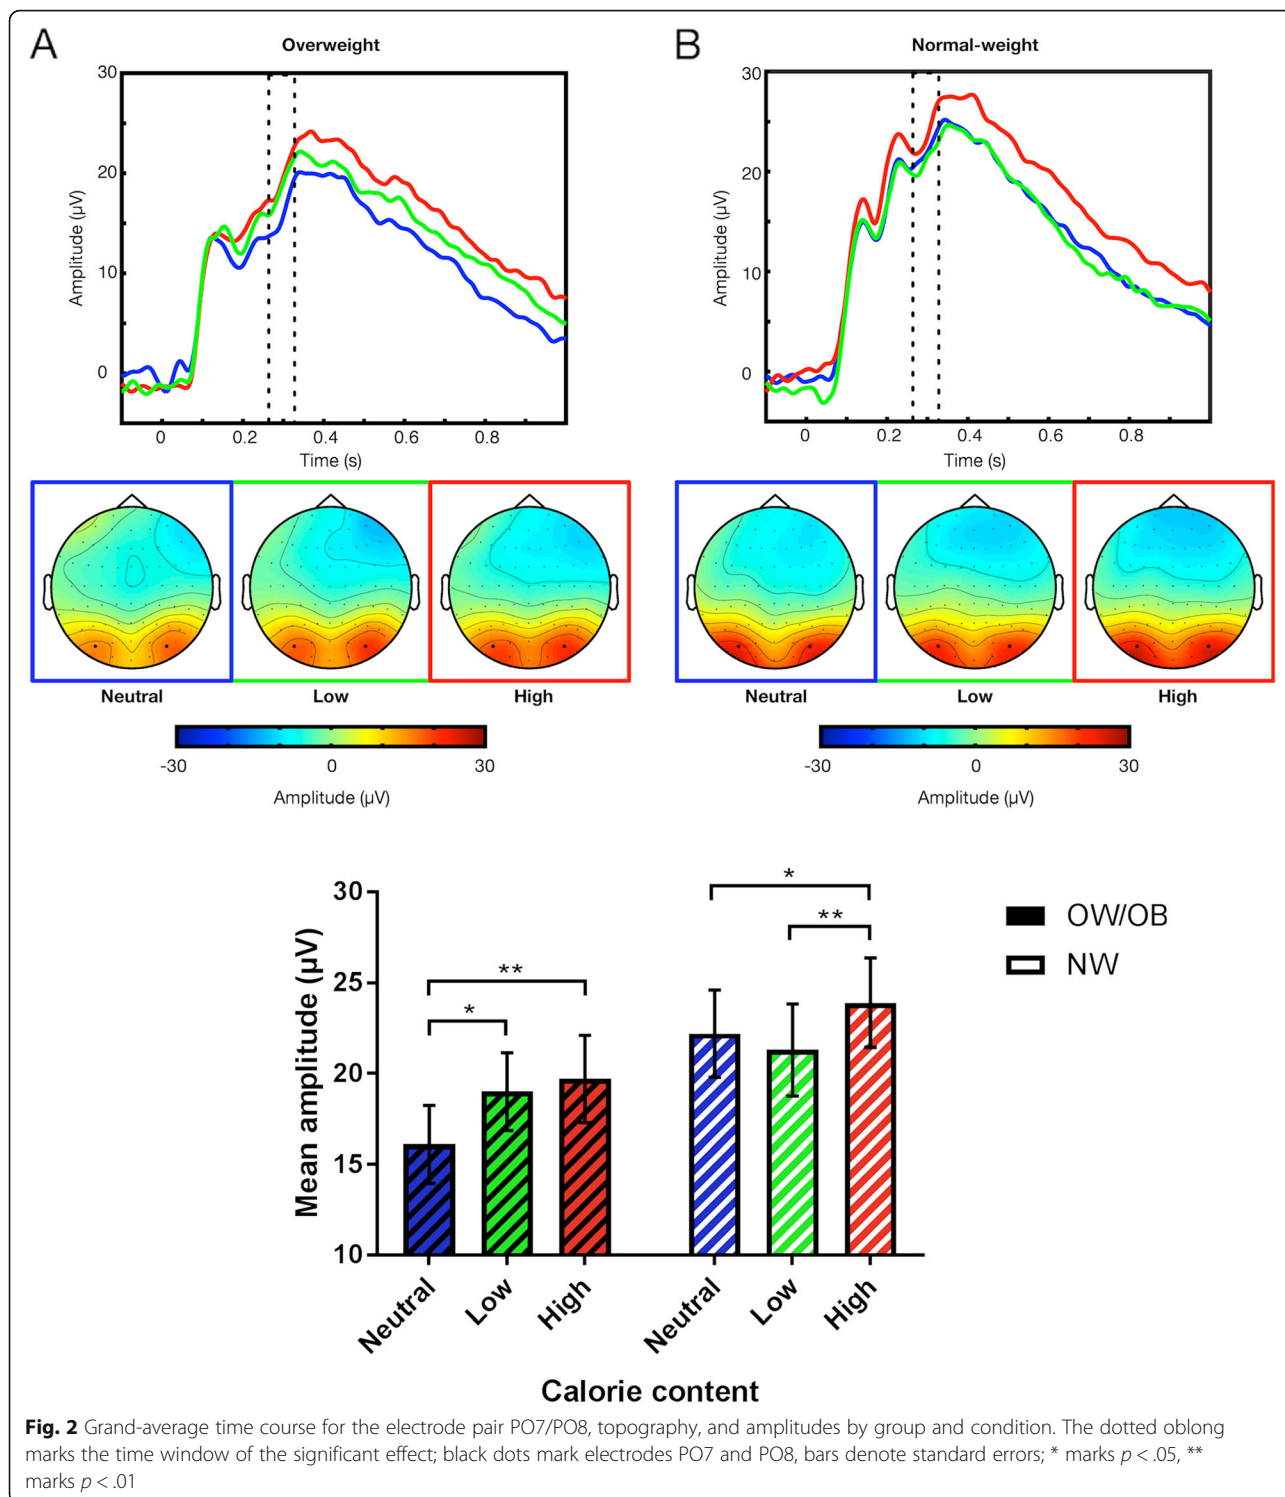 A
Overweight
30
20
10
0
Amplitude (µV)
0 0.2 0.4 0.6 0.8
Time (s)
B
Normal-weight
30
20
10
0
Amplitude (µV)
0 0.2 0.4 0.6 0.8
Time (s)
Neutral Low High
-30 0 30
Amplitude (µV)
Neutral Low High
-30 0 30
Amplitude (µV)
30
25
20
15
10
Mean amplitude (µV)
*
**
*
**
OW/OB
NW
Neutral Low High Neutral Low High
Calorie content
Fig. 2 Grand-average time course for the electrode pair PO7/PO8, topography, and amplitudes by group and condition. The dotted oblong
marks the time window of the significant effect; black dots mark electrodes PO7 and PO8, bars denote standard errors; * marks p < .05, **
marks p < .01